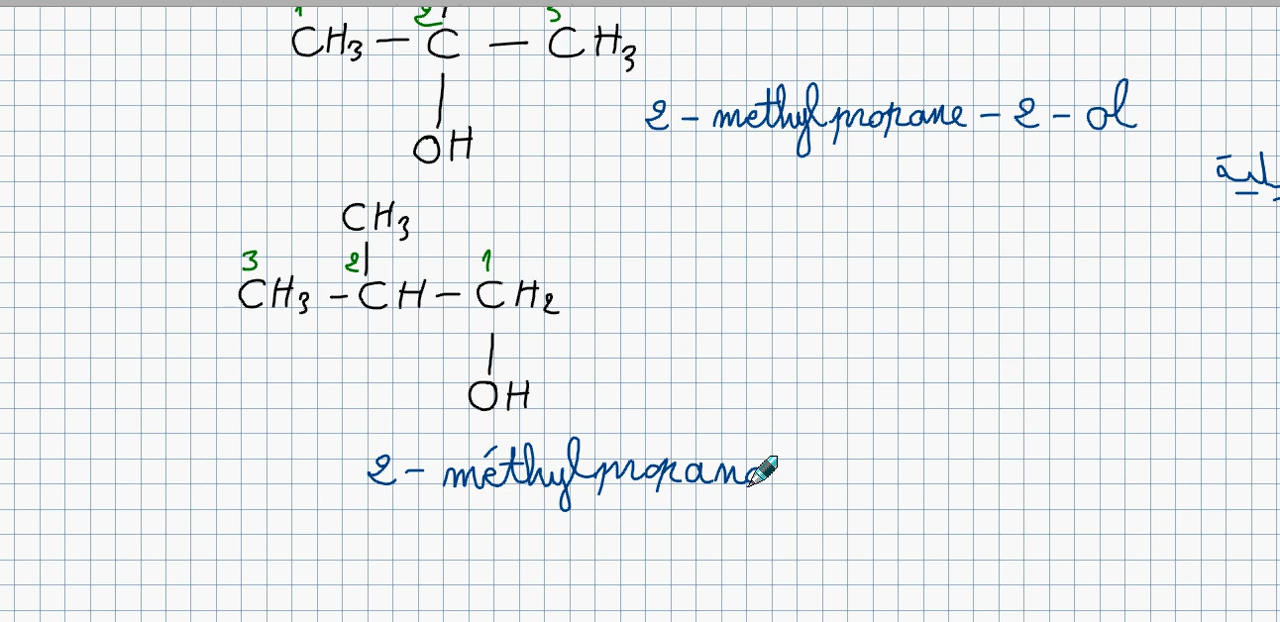 1 2 3
CH3 – C – CH3
OH
2 - methylpropane - 2 - ol
CH3
3 2 1
CH3 - CH - CH2
OH
2 - méthylpropan